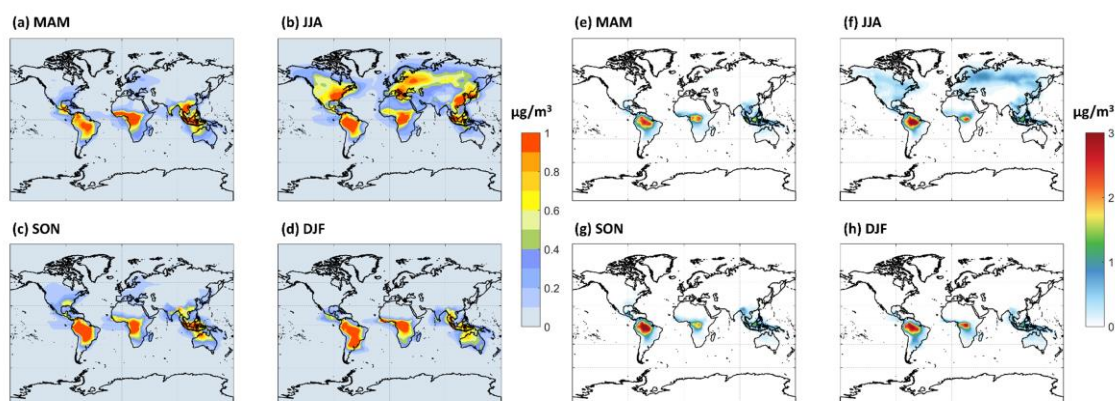 (a) MAM
(b) JJA
(e) MAM
(f) JJA
µg/m³
1
0.8
0.6
0.4
0.2
0
µg/m³
3
2
1
0
(c) SON
(d) DJF
(g) SON
(h) DJF